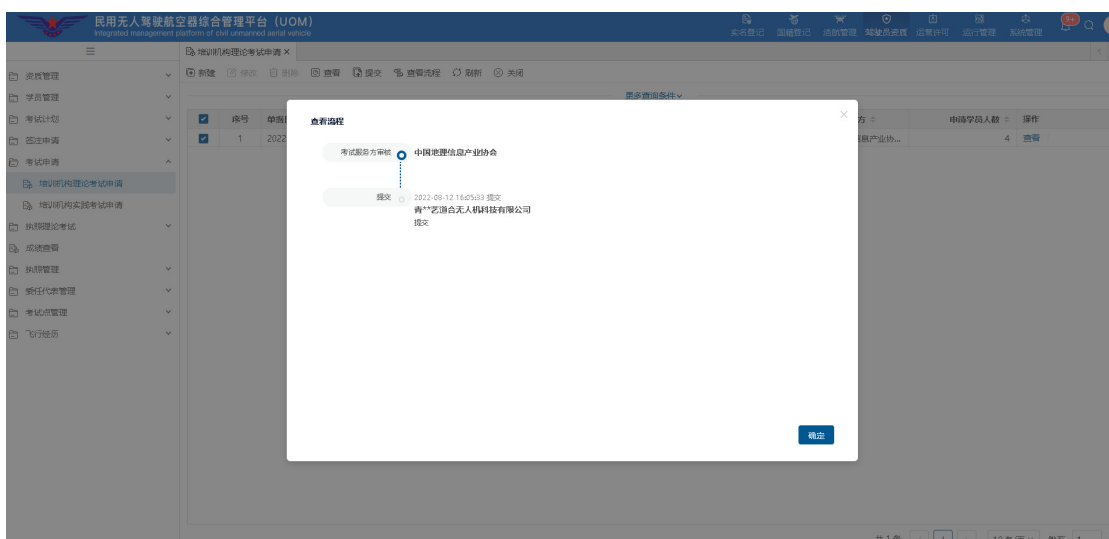 民用无人驾驶航空器综合管理平台（UOM）
Integrated management platform of civil unmanned aerial vehicle
实名登记 国籍登记 适航管理 驾驶员资质 运营许可 运行管理 系统管理 9+
培训机构理论考试申请 ×
资质管理
学员管理
考试计划
签注申请
考试申请
培训机构理论考试申请
培训机构实践考试申请
执照理论考试
成绩查看
执照管理
委任代表管理
考试点管理
飞行经历
新建 修改 删除 查看 提交 查看流程 刷新 关闭
更多查询条件
序号 单据 方 申请学员人数 操作
1 2022 息产业协... 4 查看
查看流程
考试服务方审核 中国地理信息产业协会
提交 2022-08-12 16:05:33 提交
青**艺道合无人机科技有限公司
提交
确定
共 1 条 1